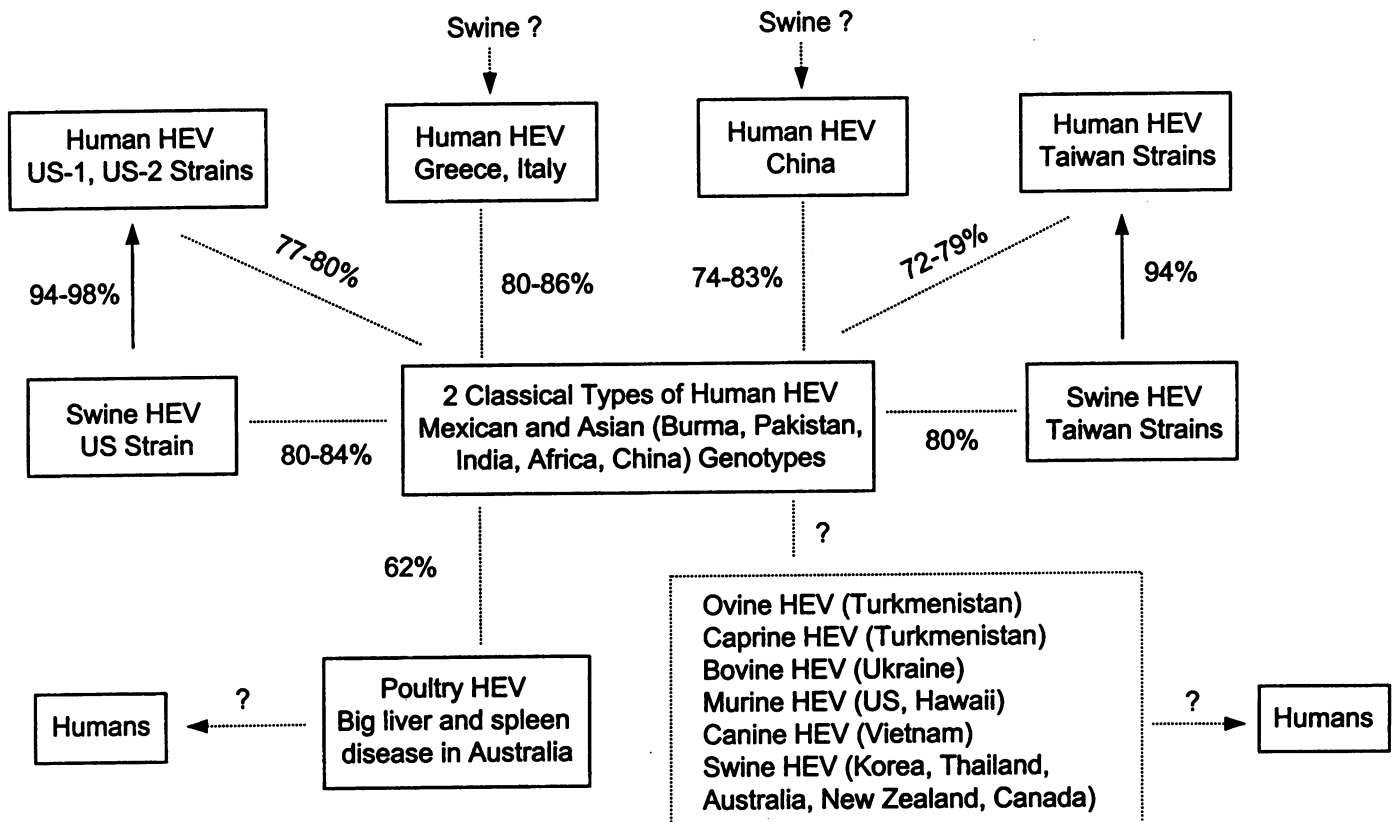 Swine ?
Swine ?
Human HEV
US-1, US-2 Strains
Human HEV
Greece, Italy
Human HEV
China
Human HEV
Taiwan Strains
94-98%
77-80%
80-86%
74-83%
72-79%
94%
Swine HEV
US Strain
80-84%
2 Classical Types of Human HEV
Mexican and Asian (Burma, Pakistan,
India, Africa, China) Genotypes
80%
Swine HEV
Taiwan Strains
62%
?
Humans
?
Poultry HEV
Big liver and spleen
disease in Australia
Ovine HEV (Turkmenistan)
Caprine HEV (Turkmenistan)
Bovine HEV (Ukraine)
Murine HEV (US, Hawaii)
Canine HEV (Vietnam)
Swine HEV (Korea, Thailand,
Australia, New Zealand, Canada)
?
Humans